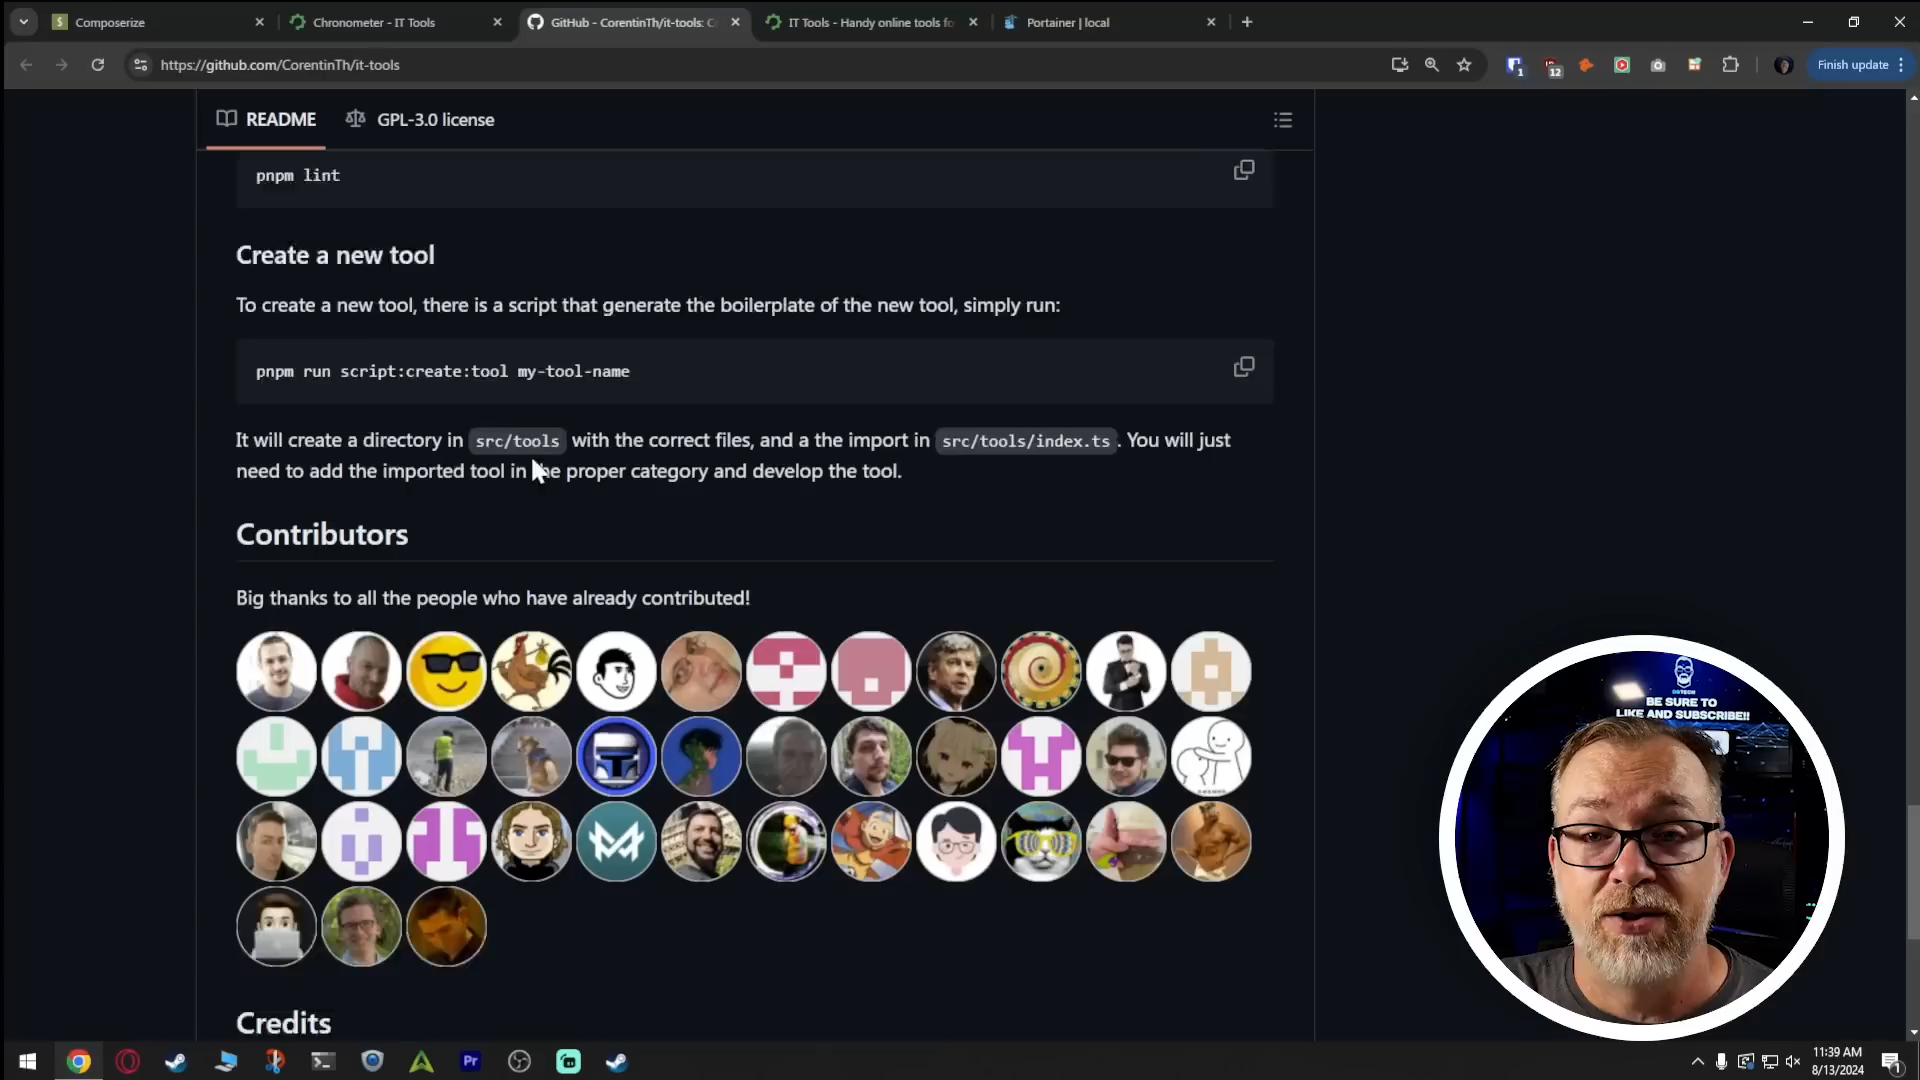 Composerize
Chronometer - IT Tools
GitHub - CorentinTh/it-tools: C
IT Tools - Handy online tools fo
Portainer | local
https://github.com/CorentinTh/it-tools
1
12
Finish update
README
GPL-3.0 license
pnpm lint
Create a new tool
To create a new tool, there is a script that generate the boilerplate of the new tool, simply run:
pnpm run script:create:tool my-tool-name
It will create a directory in src/tools with the correct files, and a the import in src/tools/index.ts. You will just
need to add the imported tool in the proper category and develop the tool.
Contributors
Big thanks to all the people who have already contributed!
DBTECH
BE SURE TO
LIKE AND SUBSCRIBE!!
Credits
Pr
11:39 AM
8/13/2024
1